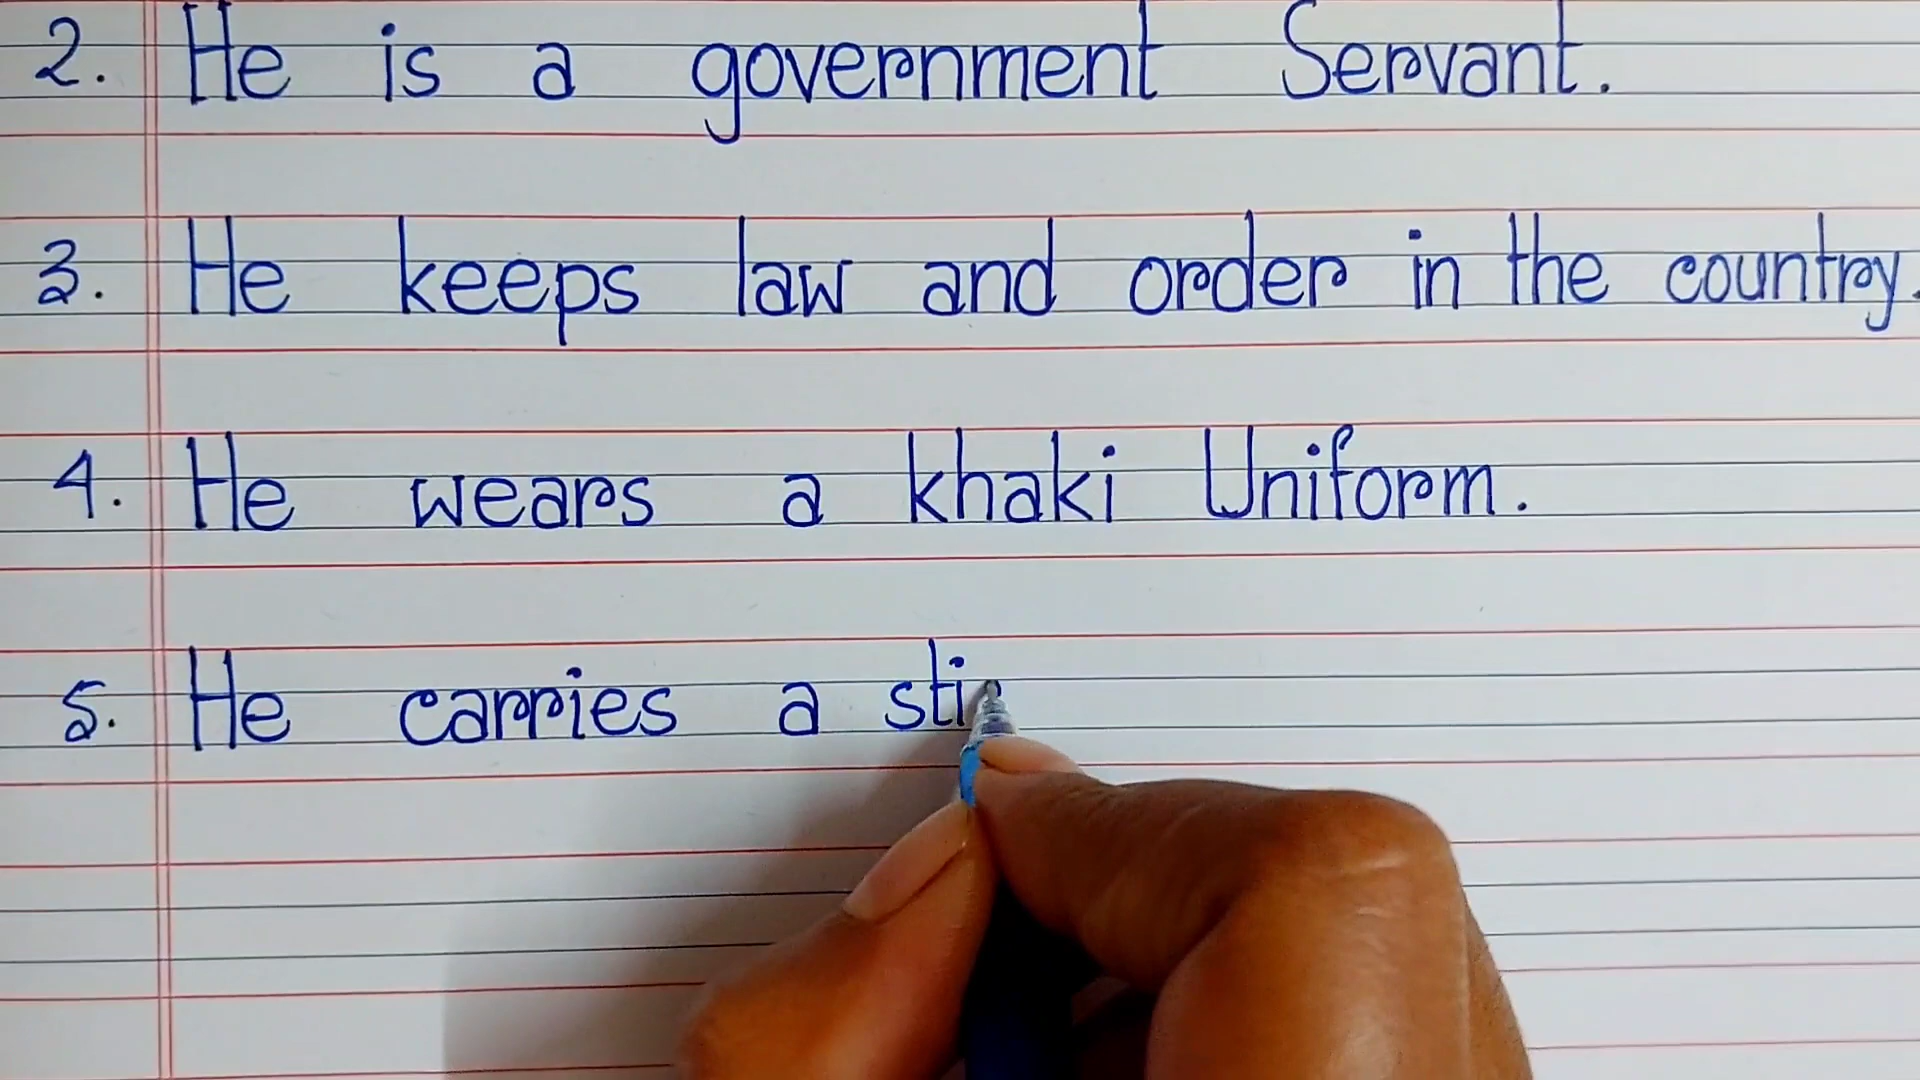 2. He is a government Servant.
3. He keeps law and order in the country.
4. He wears a khaki Uniform.
5. He carries a sti